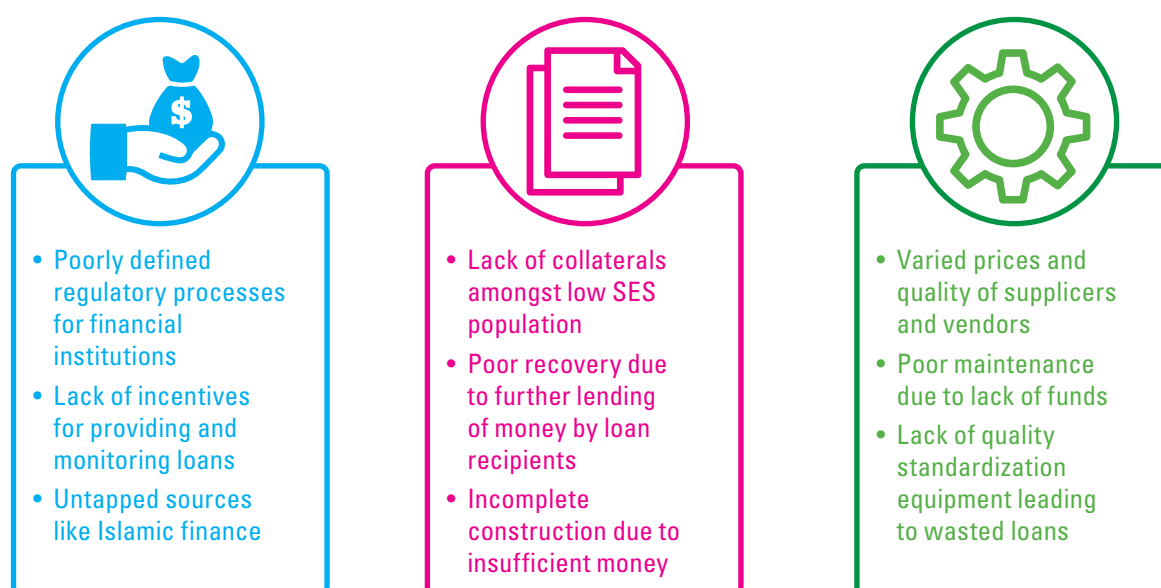 $
• Poorly defined
regulatory processes
for financial
institutions
• Lack of incentives
for providing and
monitoring loans
• Untapped sources
like Islamic finance
• Lack of collaterals
amongst low SES
population
• Poor recovery due
to further lending
of money by loan
recipients
• Incomplete
construction due to
insufficient money
• Varied prices and
quality of supplicers
and vendors
• Poor maintenance
due to lack of funds
• Lack of quality
standardization
equipment leading
to wasted loans